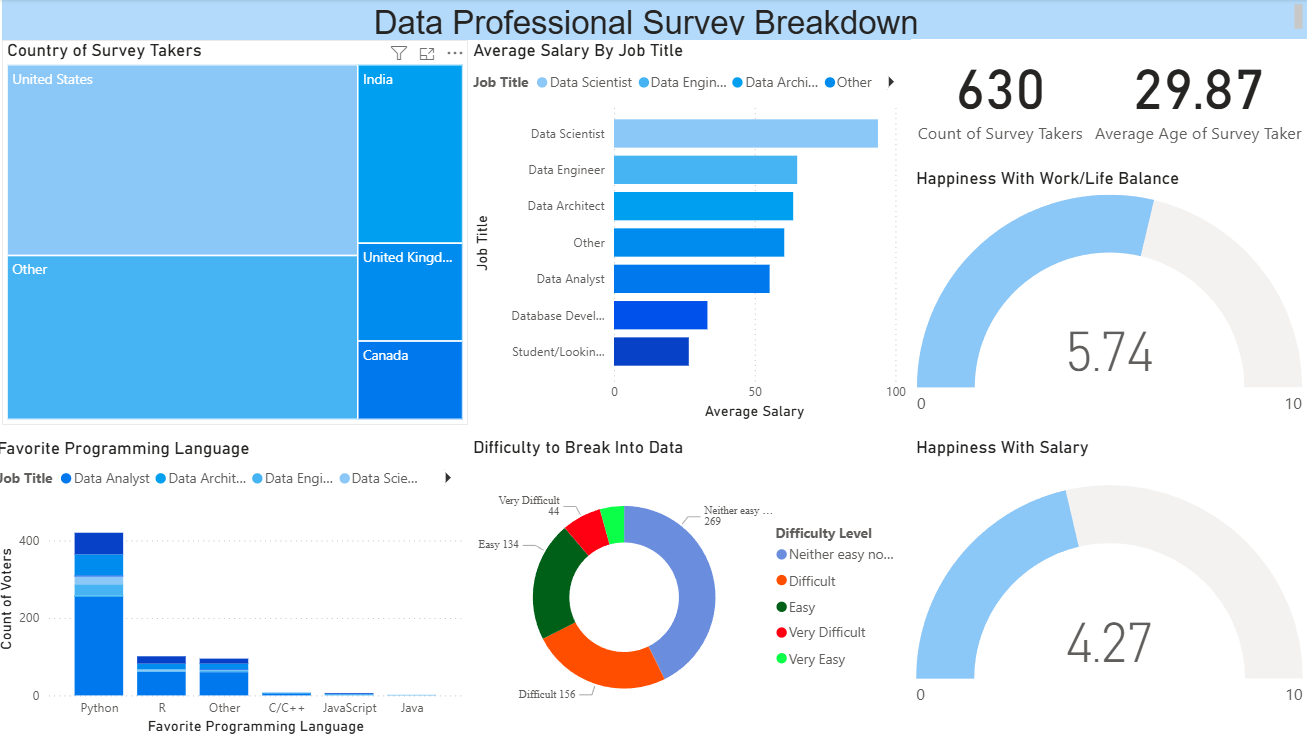 Data Professional Survey Breakdown
Country of Survey Takers
United States
India
Other
United Kingd...
Canada
Average Salary By Job Title
Job Title Data Scientist Data Engin... Data Archi... Other
Job Title
Data Scientist
Data Engineer
Data Architect
Other
Data Analyst
Database Devel...
Student/Lookin...
0 50 100
Average Salary
630
Count of Survey Takers
29.87
Average Age of Survey Taker
Happiness With Work/Life Balance
5.74
0 10
Favorite Programming Language
Job Title Data Analyst Data Archit... Data Engi... Data Scie...
Count of Voters
400
200
0
Python R Other C/C++ JavaScript Java
Favorite Programming Language
Difficulty to Break Into Data
Very Difficult
44
Neither easy ...
269
Easy 134
Difficult 156
Difficulty Level
Neither easy no...
Difficult
Easy
Very Difficult
Very Easy
Happiness With Salary
4.27
0 10